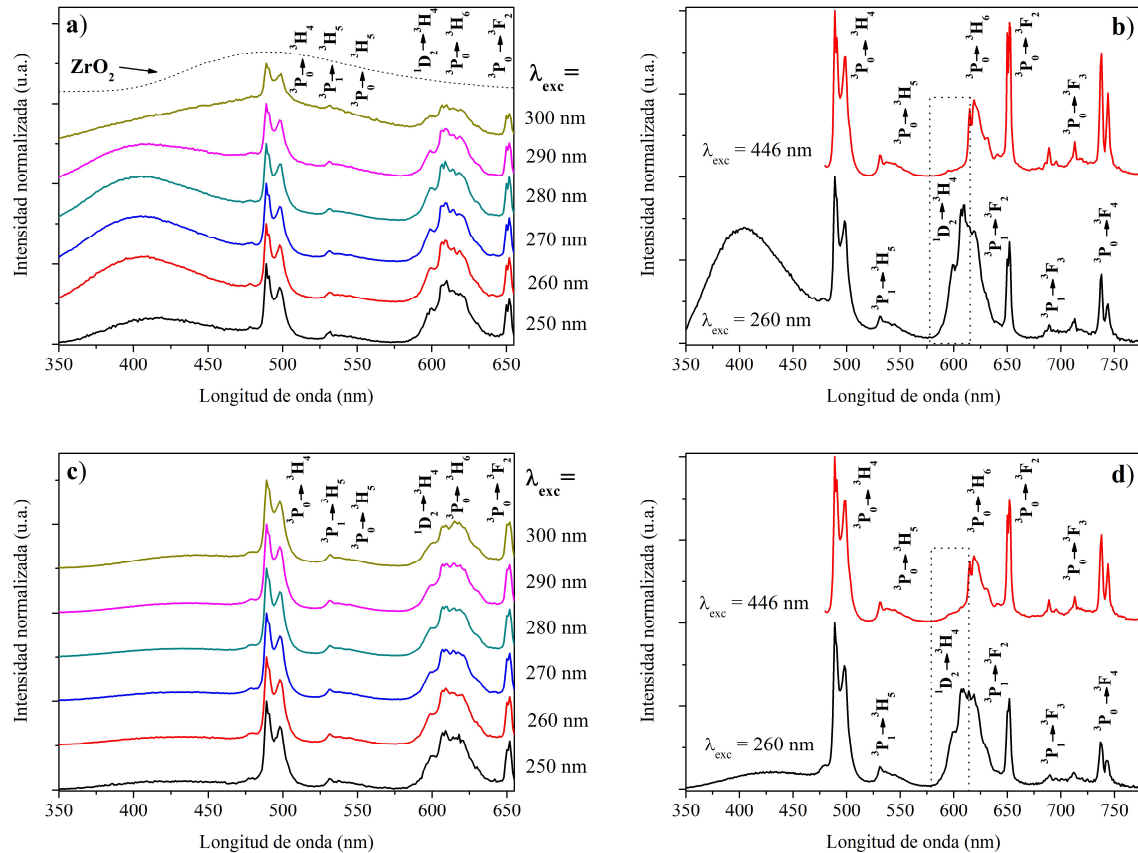 a)
ZrO2
3P0→3H4
3P1→3H5
3P0→3H5
1D2→3H4
3P0→3H6
3P0→3F2
λexc=
300 nm
290 nm
280 nm
270 nm
260 nm
250 nm
Intensidad normalizada (u.a.)
350 400 450 500 550 600 650
Longitud de onda (nm)
b)
3P0→3H4
3P0→3H5
3P0→3H6
3P0→3F2
3P0→3F3
λexc = 446 nm
1D2→3H4
3P1→3F2
3P1→3H5
3P1→3F3
3P0→3F4
λexc = 260 nm
Intensidad normalizada (u.a.)
350 400 450 500 550 600 650 700 750
Longitud de onda (nm)
c)
3P0→3H4
3P1→3H5
3P0→3H5
1D2→3H4
3P0→3H6
3P0→3F2
λexc=
300 nm
290 nm
280 nm
270 nm
260 nm
250 nm
Intensidad normalizada (u.a.)
350 400 450 500 550 600 650
Longitud de onda (nm)
d)
3P0→3H4
3P0→3H5
3P0→3H6
3P0→3F2
3P0→3F3
λexc = 446 nm
1D2→3H4
3P1→3F2
3P1→3H5
3P1→3F3
3P0→3F4
λexc = 260 nm
Intensidad normalizada (u.a.)
350 400 450 500 550 600 650 700 750
Longitud de onda (nm)